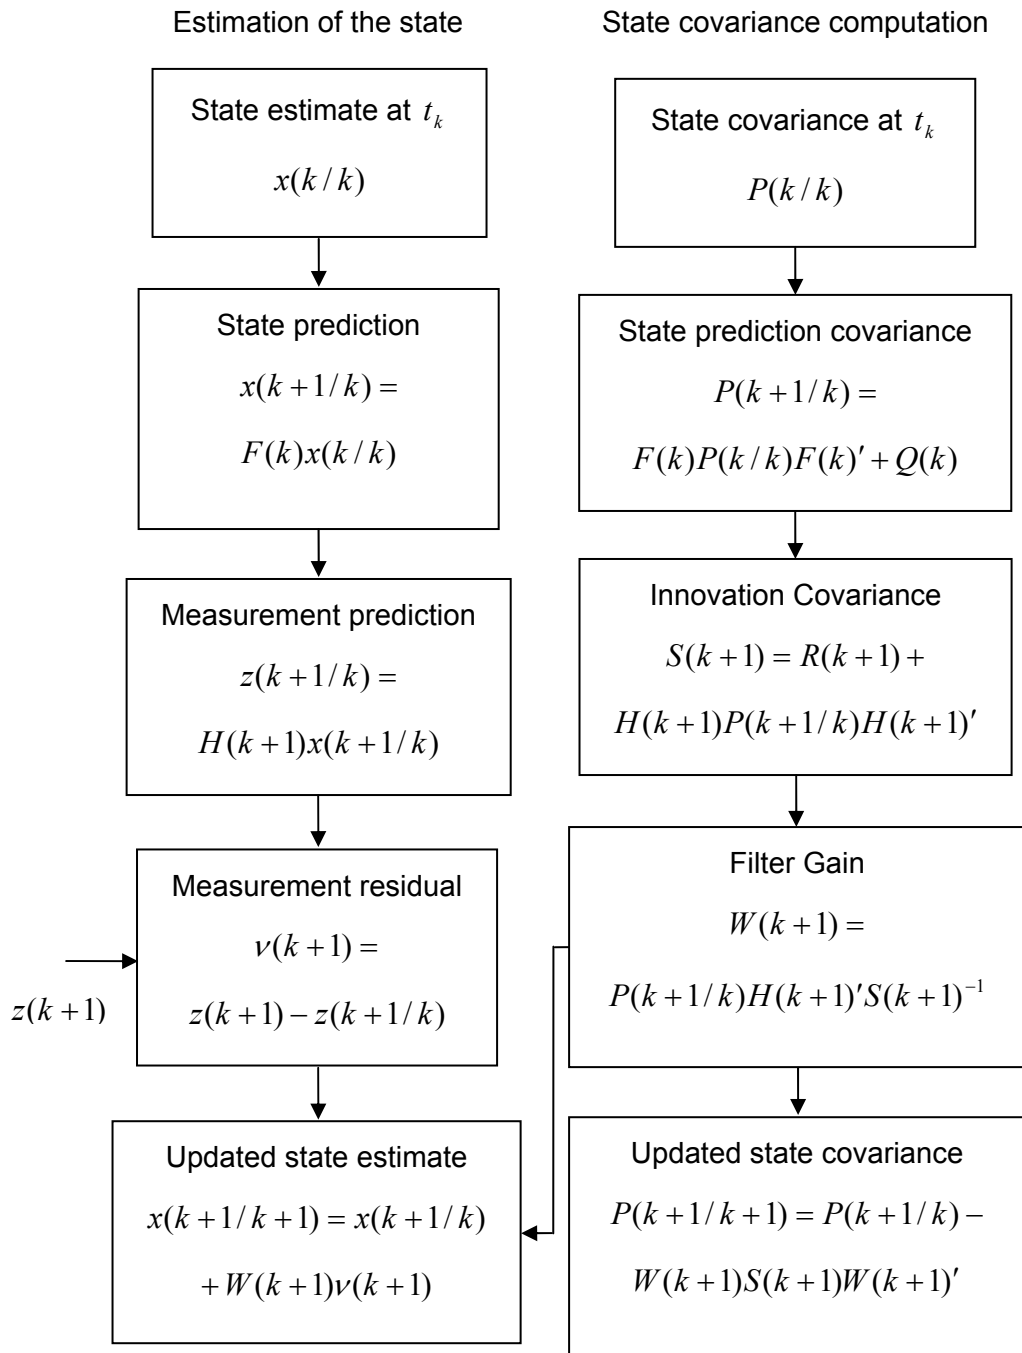 Estimation of the state
State estimate at t_k
x(k/k)
State prediction
x(k+1/k) =
F(k)x(k/k)
Measurement prediction
z(k+1/k) =
H(k+1)x(k+1/k)
Measurement residual
ν(k+1) =
z(k+1) − z(k+1/k)
z(k+1)
Updated state estimate
x(k+1/k+1) = x(k+1/k)
+ W(k+1)ν(k+1)
State covariance computation
State covariance at t_k
P(k/k)
State prediction covariance
P(k+1/k) =
F(k)P(k/k)F(k)′ + Q(k)
Innovation Covariance
S(k+1) = R(k+1) +
H(k+1)P(k+1/k)H(k+1)′
Filter Gain
W(k+1) =
P(k+1/k)H(k+1)′S(k+1)⁻¹
Updated state covariance
P(k+1/k+1) = P(k+1/k) −
W(k+1)S(k+1)W(k+1)′